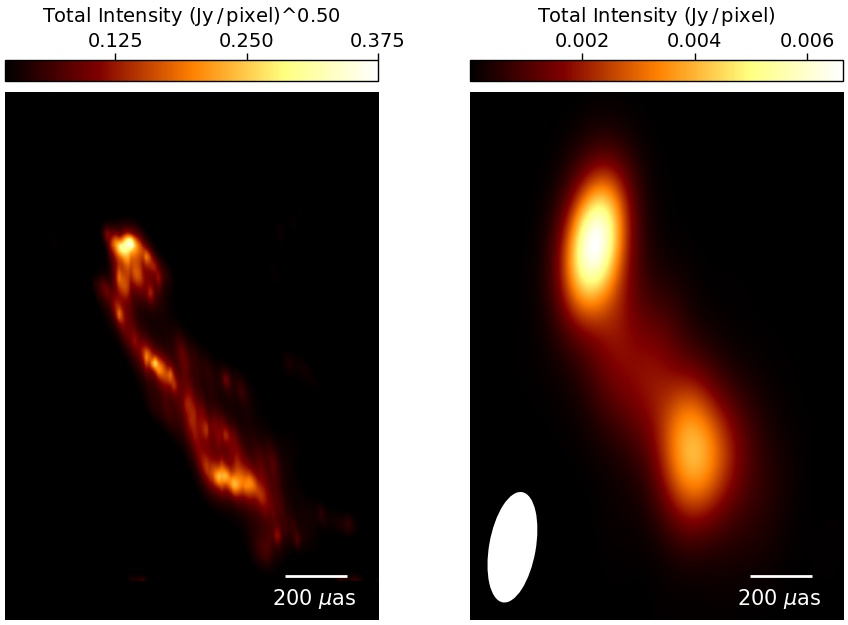 Total Intensity (Jy/pixel)^0.50
0.125 0.250 0.375
200 μas
Total Intensity (Jy/pixel)
0.002 0.004 0.006
200 μas